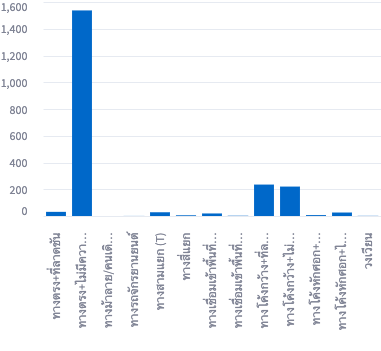 1,600
1,400
1,200
1,000
800
600
400
200
0
ทางตรง+ที่ลาดชัน
ทางตรง+ไม่มีควา...
ทางม้าลาย/คนเดิ...
ทางรถจักรยานยนต์
ทางสามแยก (T)
ทางสี่แยก
ทางเชื่อมเข้าพื้นที่...
ทางเชื่อมเข้าพื้นที่...
ทางโค้งกว้าง+ที่ล...
ทางโค้งกว้าง+ไม่...
ทางโค้งหักศอก+...
ทางโค้งหักศอก+ไ...
วงเวียน